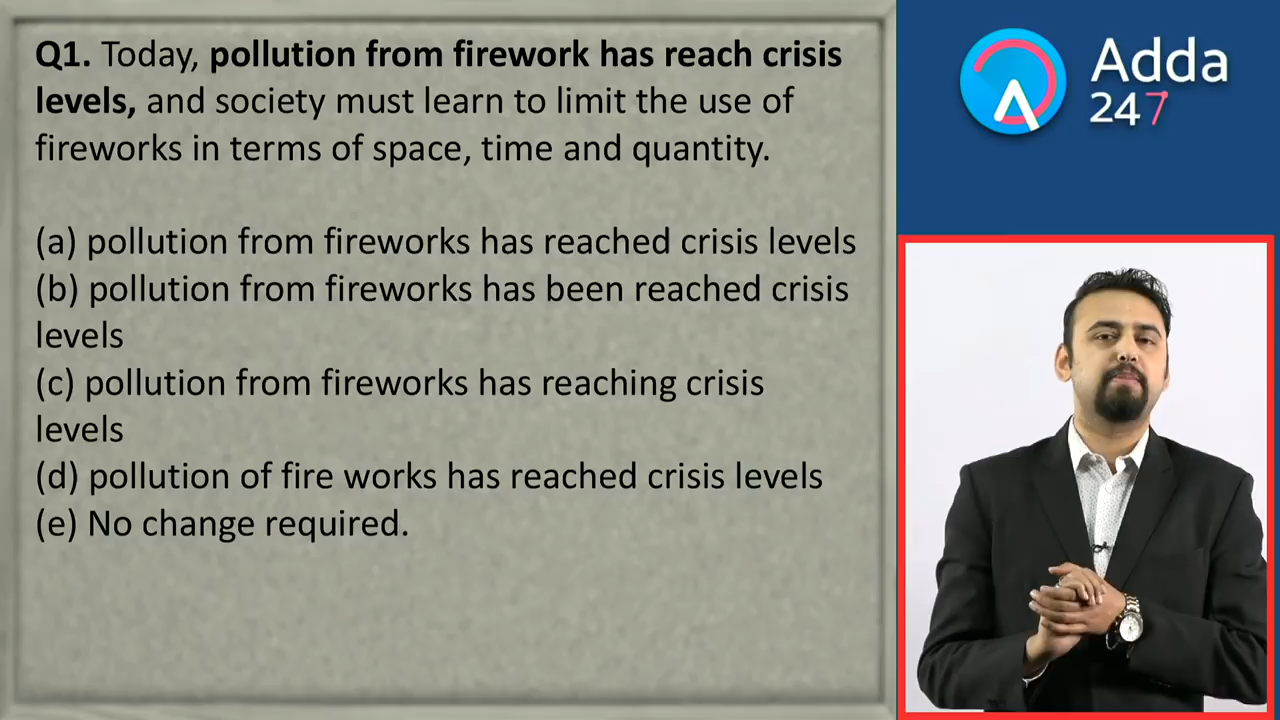 Q1. Today, pollution from firework has reach crisis
levels, and society must learn to limit the use of
fireworks in terms of space, time and quantity.
(a) pollution from fireworks has reached crisis levels
(b) pollution from fireworks has been reached crisis
levels
(c) pollution from fireworks has reaching crisis
levels
(d) pollution of fire works has reached crisis levels
(e) No change required.
Adda
247